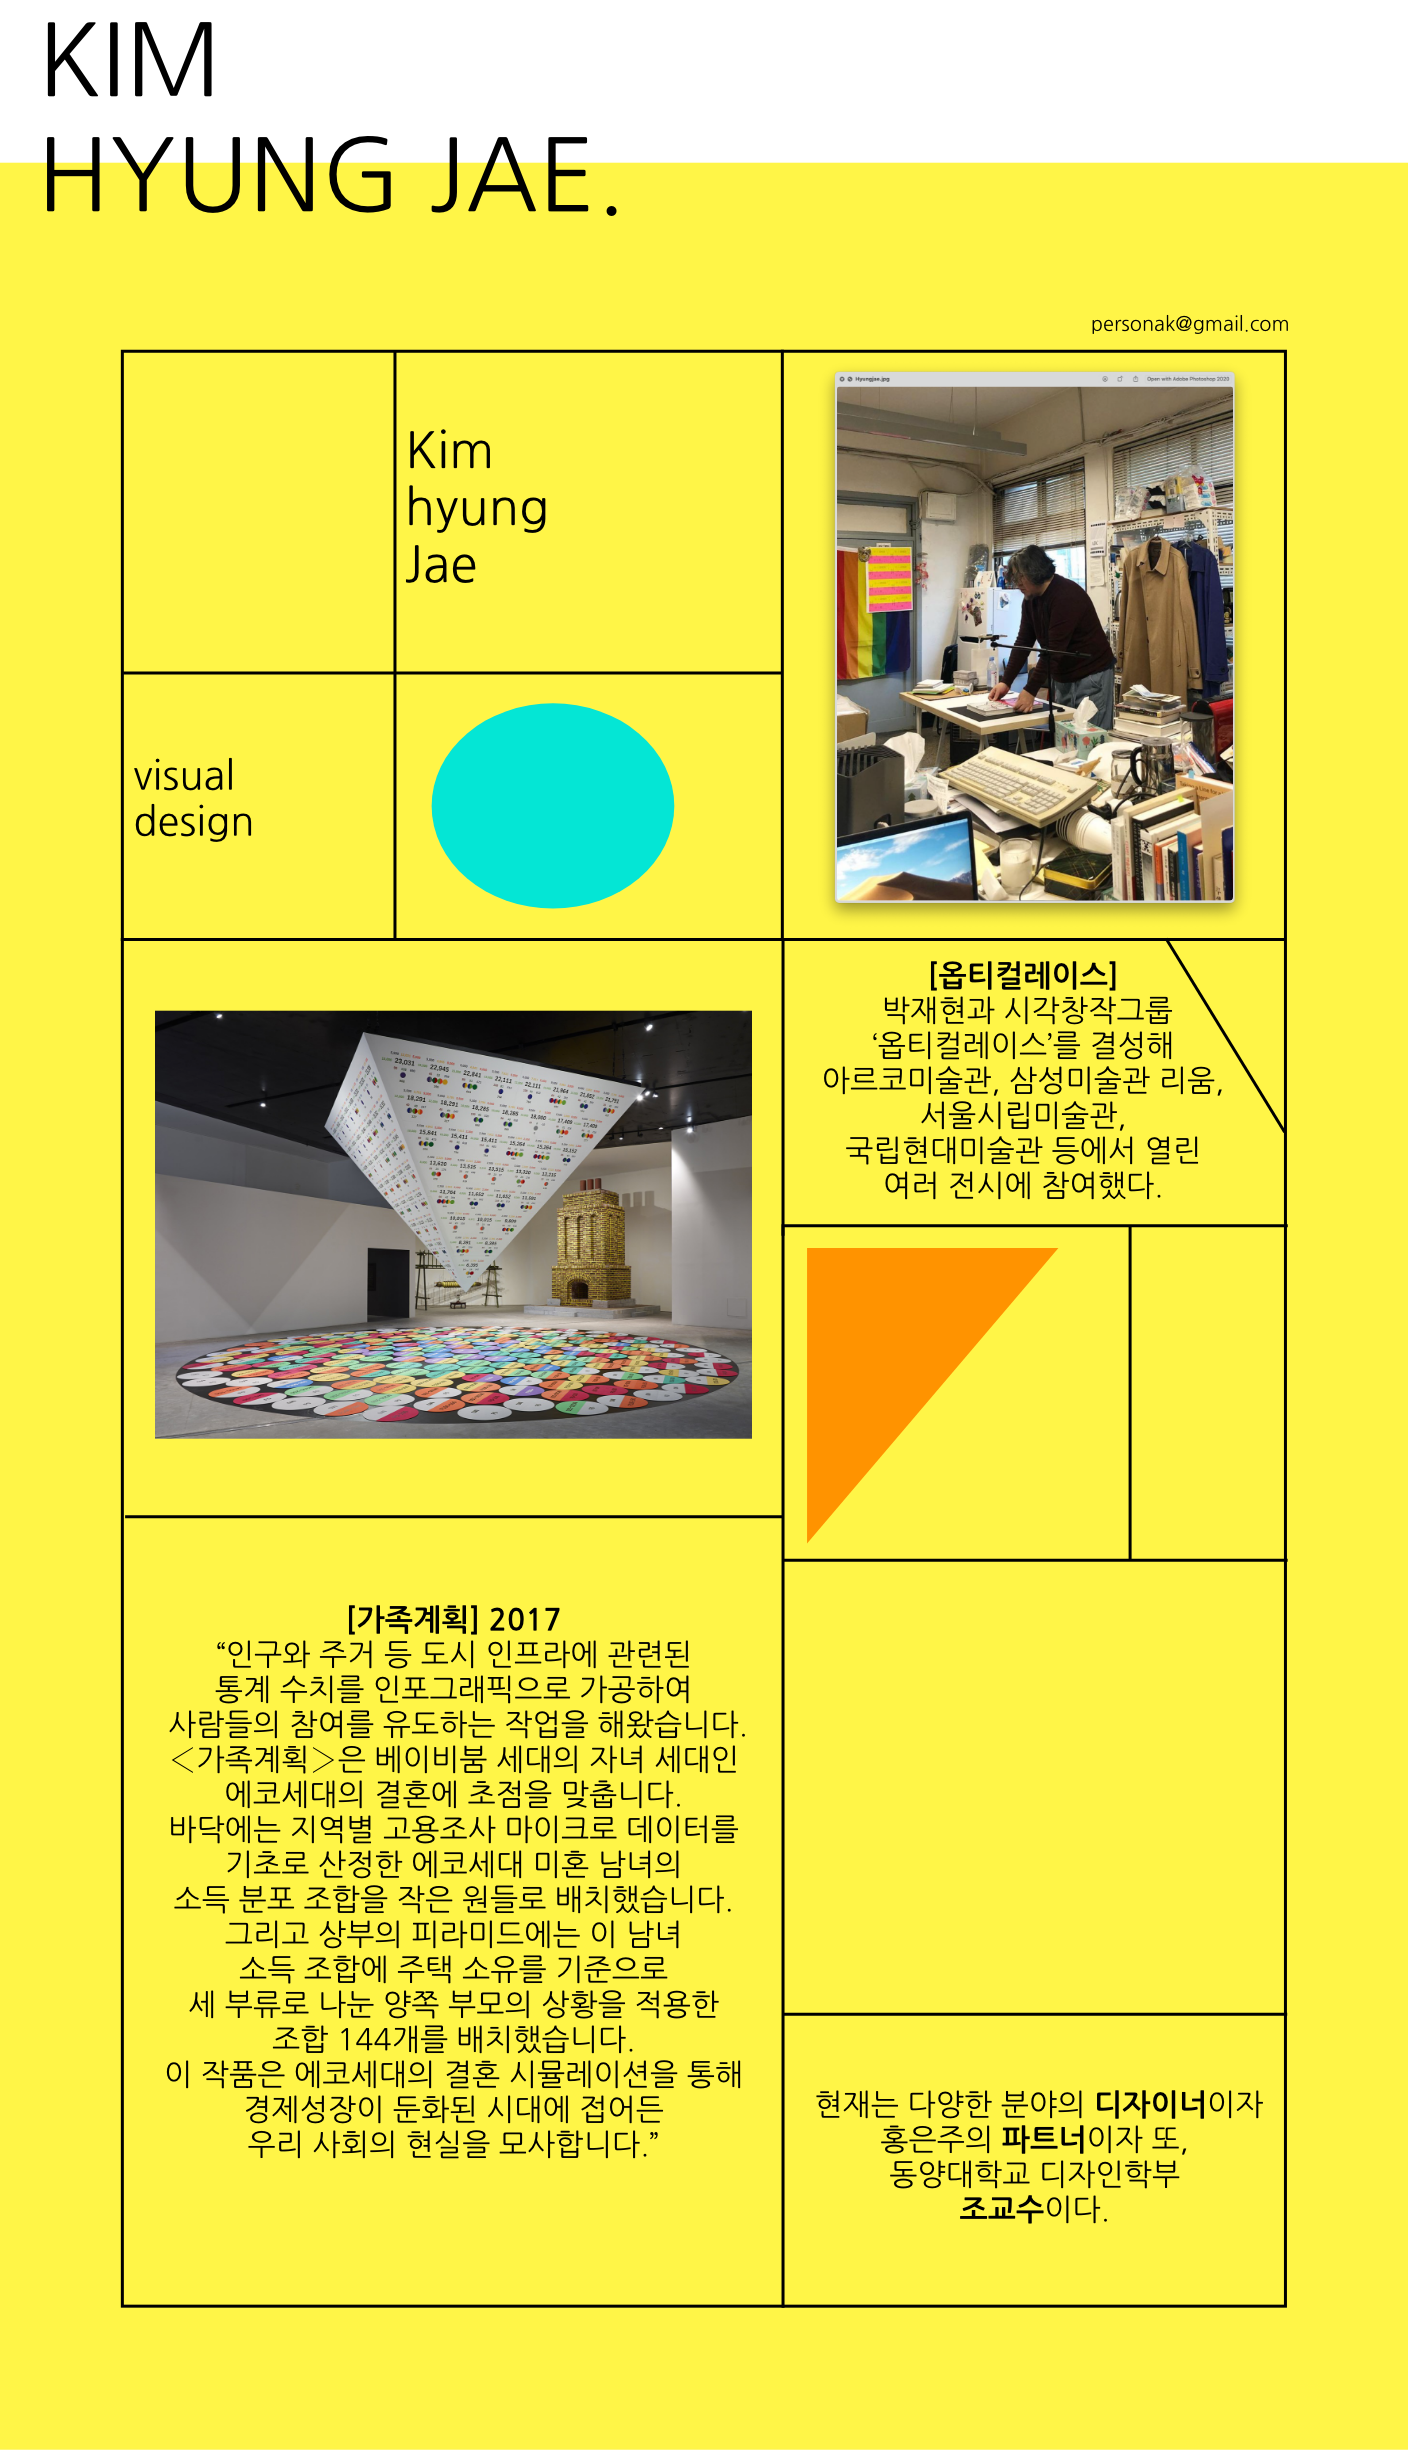 KIM
HYUNG JAE.
personak@gmail.com
Kim
hyung
Jae
Hyungjae.jpg
Open with Adobe Photoshop 2020
visual
design
[옵티컬레이스]
박재현과 시각창작그룹
‘옵티컬레이스’를 결성해
아르코미술관, 삼성미술관 리움,
서울시립미술관,
국립현대미술관 등에서 열린
여러 전시에 참여했다.
[가족계획] 2017
“인구와 주거 등 도시 인프라에 관련된
통계 수치를 인포그래픽으로 가공하여
사람들의 참여를 유도하는 작업을 해왔습니다.
<가족계획>은 베이비붐 세대의 자녀 세대인
에코세대의 결혼에 초점을 맞춥니다.
바닥에는 지역별 고용조사 마이크로 데이터를
기초로 산정한 에코세대 미혼 남녀의
소득 분포 조합을 작은 원들로 배치했습니다.
그리고 상부의 피라미드에는 이 남녀
소득 조합에 주택 소유를 기준으로
세 부류로 나눈 양쪽 부모의 상황을 적용한
조합 144개를 배치했습니다.
이 작품은 에코세대의 결혼 시뮬레이션을 통해
경제성장이 둔화된 시대에 접어든
우리 사회의 현실을 모사합니다.”
현재는 다양한 분야의 디자이너이자
홍은주의 파트너이자 또,
동양대학교 디자인학부
조교수이다.